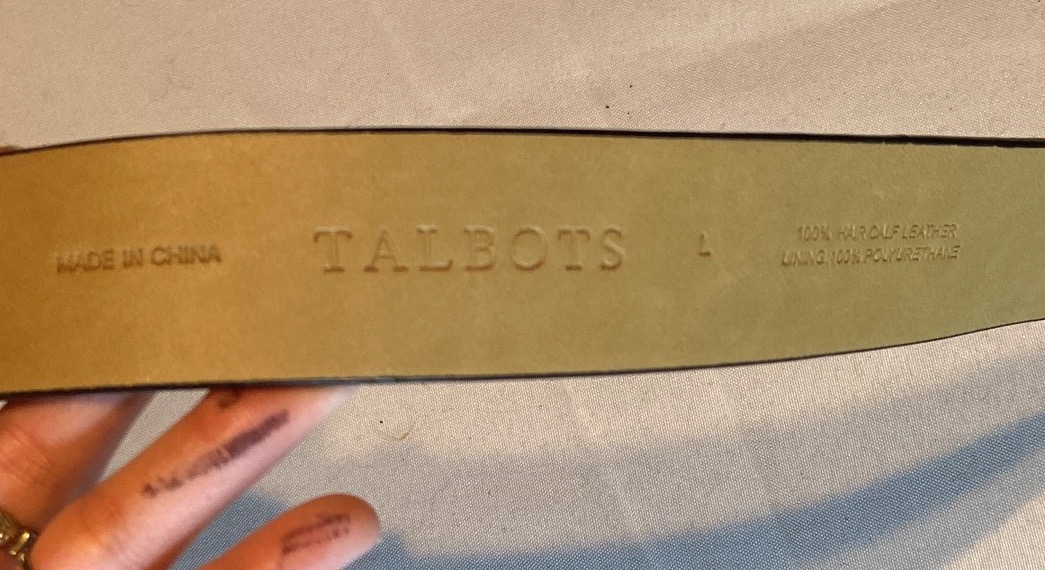 MADE IN CHINA
TALBOTS
L
100% HAIR CALF LEATHER
LINING:100% POLYURETHANE